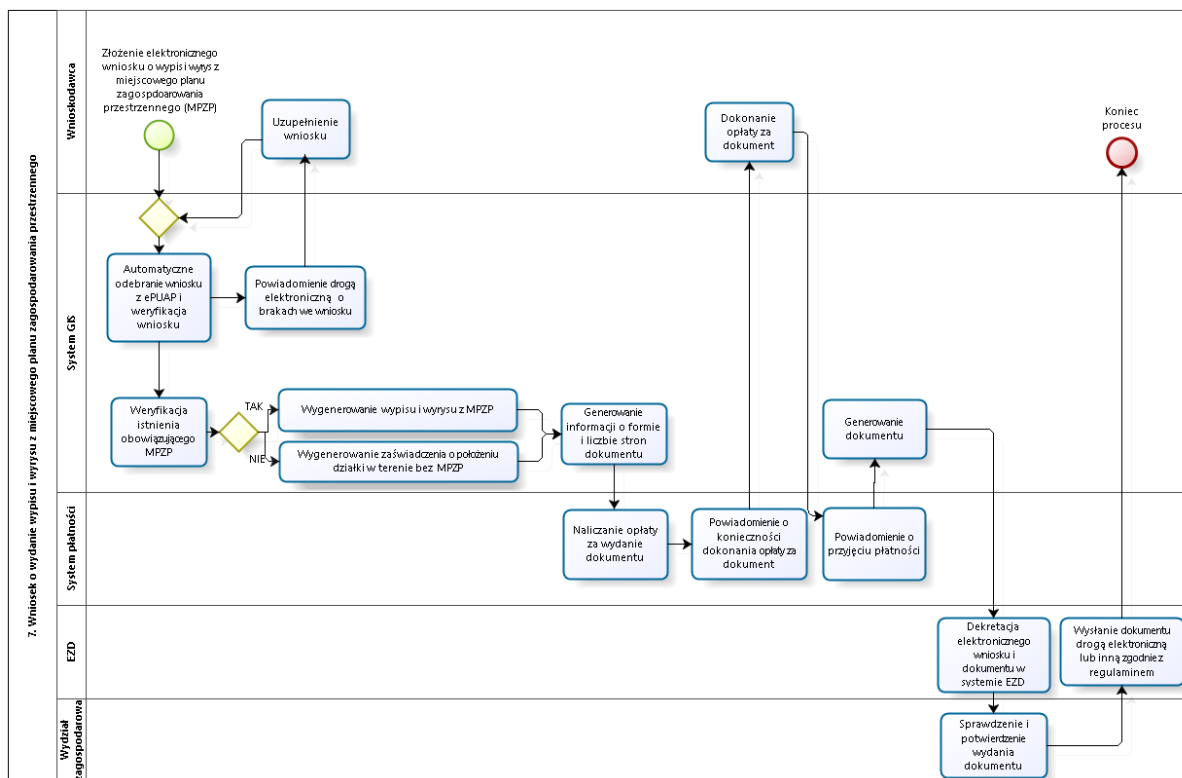 7. Wniosek o wydanie wypisu i wyrysu z miejscowego planu zagospodarowania przestrzennego
Wnioskodawca
Złożenie elektronicznego
wniosku o wypis i wyrys z
miejscowego planu
zagospdoarowania
przestrzennego (MPZP)
Uzupełnienie
wniosku
Dokonanie
opłaty za
dokument
Koniec
procesu
System GIS
Automatyczne
odebranie wniosku
z ePUAP i
weryfikacja
wniosku
Powiadomienie drogą
elektroniczną o
brakach we wniosku
Weryfikacja
istnienia
obowiązującego
MPZP
TAK
NIE
Wygenerowanie wypisu i wyrysu z MPZP
Wygenerowanie zaświadczenia o położeniu
działki w terenie bez MPZP
Generowanie
informacji o formie
i liczbie stron
dokumentu
Generowanie
dokumentu
System płatności
Naliczanie opłaty
za wydanie
dokumentu
Powiadomienie o
konieczności
dokonania opłaty za
dokument
Powiadomienie o
przyjęciu płatności
EZD
Dekretacja
elektronicznego
wniosku i
dokumentu w
systemie EZD
Wysłanie dokumentu
drogą elektroniczną
lub inną zgodnie z
regulaminem
Wydział
zagospodarowa
Sprawdzenie i
potwierdzenie
wydania
dokumentu